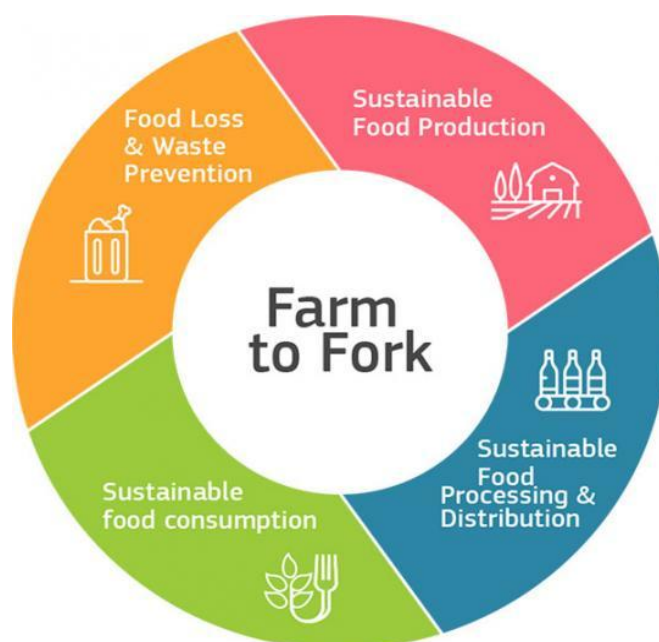 Food Loss
& Waste
Prevention
Sustainable
Food Production
Farm
to Fork
Sustainable
Food
Processing &
Distribution
Sustainable
food consumption